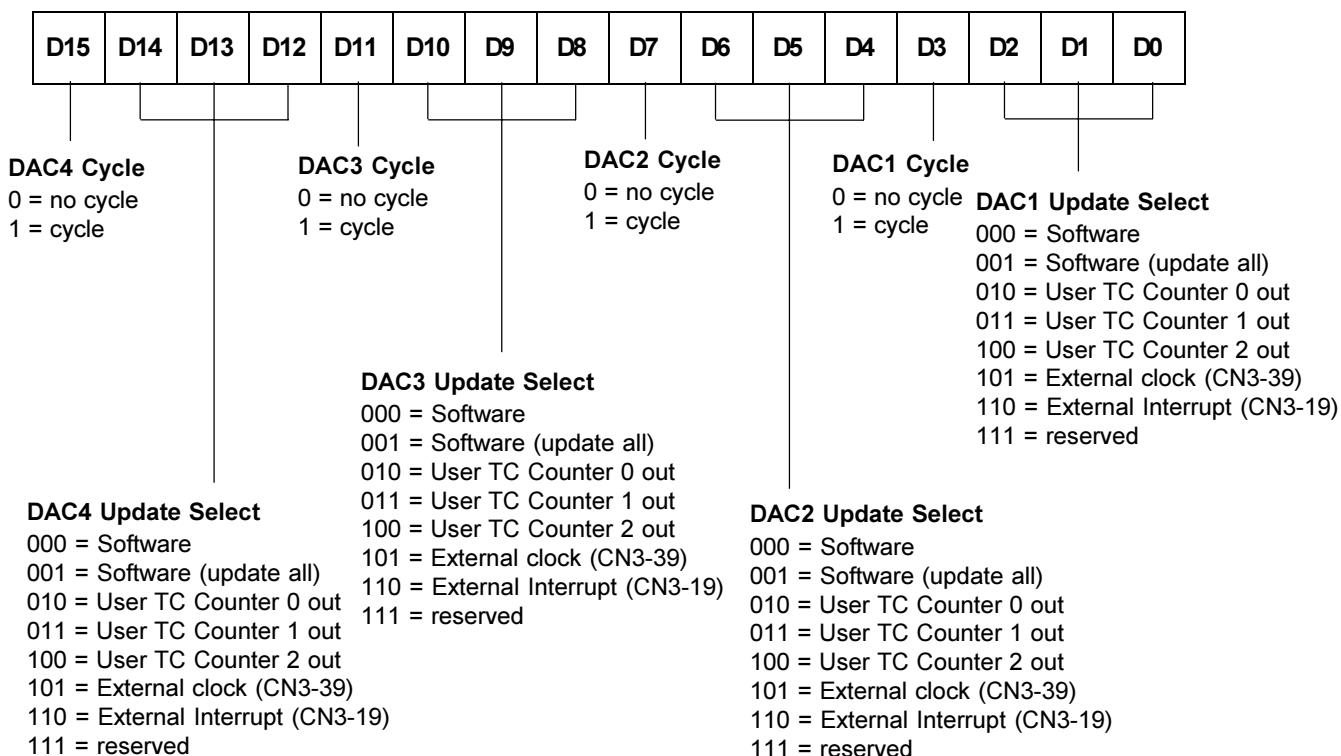 D15 D14 D13 D12 D11 D10 D9 D8 D7 D6 D5 D4 D3 D2 D1 D0
DAC4 Cycle
0 = no cycle
1 = cycle
DAC3 Cycle
0 = no cycle
1 = cycle
DAC2 Cycle
0 = no cycle
1 = cycle
DAC1 Cycle
0 = no cycle
1 = cycle
DAC1 Update Select
000 = Software
001 = Software (update all)
010 = User TC Counter 0 out
011 = User TC Counter 1 out
100 = User TC Counter 2 out
101 = External clock (CN3-39)
110 = External Interrupt (CN3-19)
111 = reserved
DAC3 Update Select
000 = Software
001 = Software (update all)
010 = User TC Counter 0 out
011 = User TC Counter 1 out
100 = User TC Counter 2 out
101 = External clock (CN3-39)
110 = External Interrupt (CN3-19)
111 = reserved
DAC4 Update Select
000 = Software
001 = Software (update all)
010 = User TC Counter 0 out
011 = User TC Counter 1 out
100 = User TC Counter 2 out
101 = External clock (CN3-39)
110 = External Interrupt (CN3-19)
111 = reserved
DAC2 Update Select
000 = Software
001 = Software (update all)
010 = User TC Counter 0 out
011 = User TC Counter 1 out
100 = User TC Counter 2 out
101 = External clock (CN3-39)
110 = External Interrupt (CN3-19)
111 = reserved